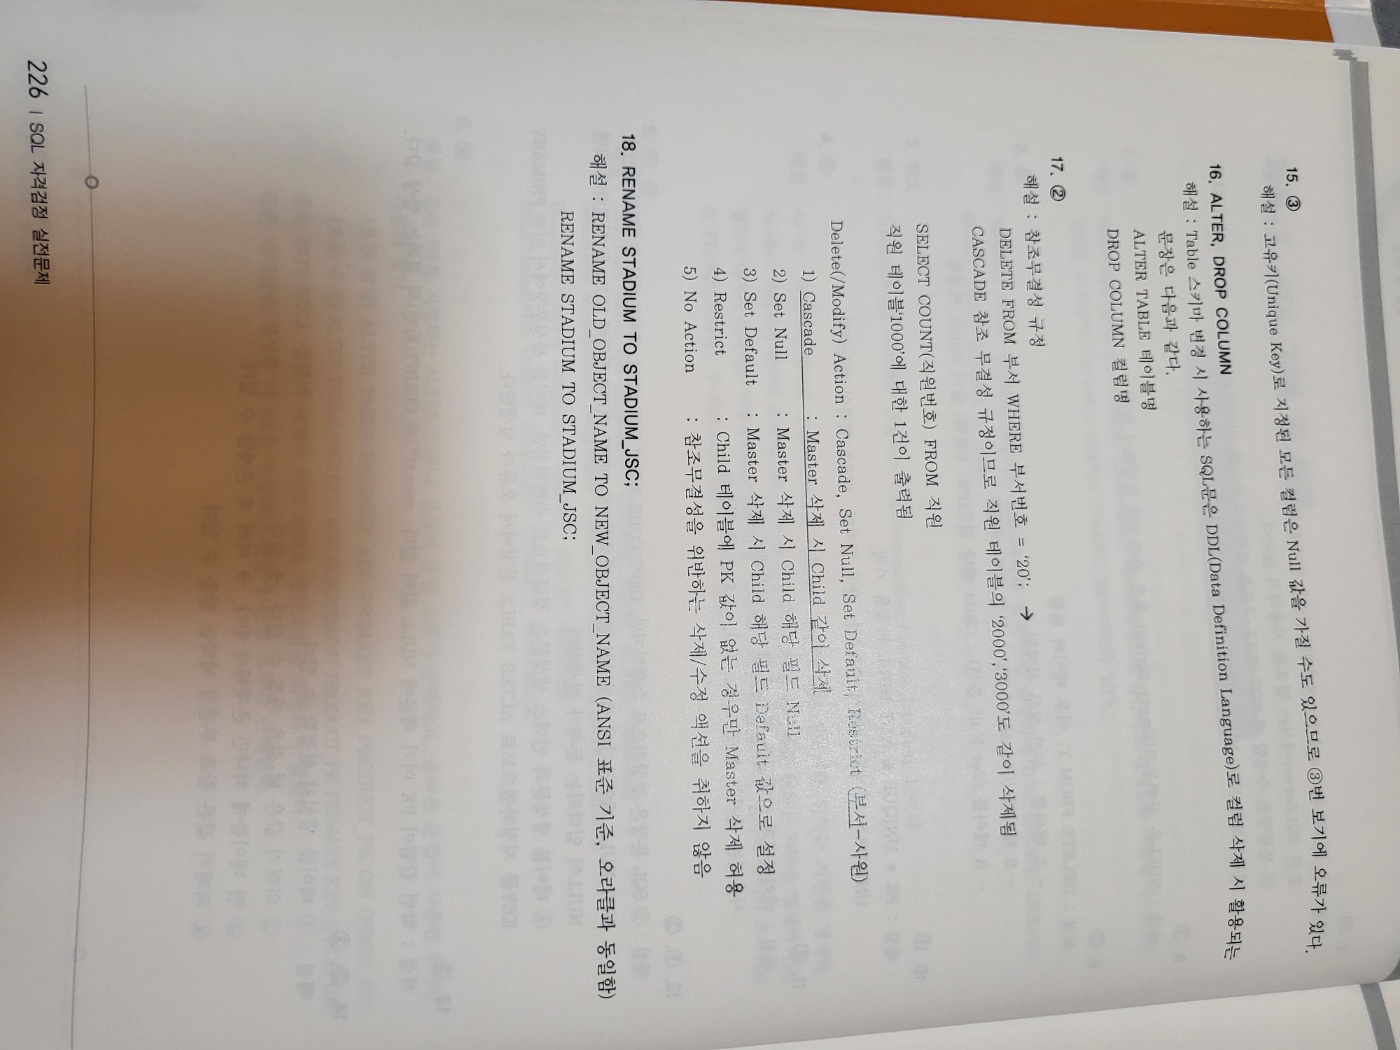 15. ③
해설 : 고유키(Unique Key)로 지정된 모든 컬럼은 Null 값을 가질 수도 있으므로 ③번 보기에 오류가 있다.
16. ALTER, DROP COLUMN
해설 : Table 스키마 변경 시 사용하는 SQL문은 DDL(Data Definition Language)로 컬럼 삭제 시 활용되는
문장은 다음과 같다.
ALTER TABLE 테이블명
DROP COLUMN 컬럼명
17. ②
해설 : 참조무결성 규정
DELETE FROM 부서 WHERE 부서번호 = '20'; →
CASCADE 참조 무결성 규정이므로 직원 테이블의 '2000','3000'도 같이 삭제됨
SELECT COUNT(직원번호) FROM 직원
직원 테이블'1000'에 대한 1건이 출력됨
Delete(/Modify) Action : Cascade, Set Null, Set Default, Restrict (부서-사원)
1) Cascade : Master 삭제 시 Child 같이 삭제
2) Set Null : Master 삭제 시 Child 해당 필드 Null
3) Set Default : Master 삭제 시 Child 해당 필드 Default 값으로 설정
4) Restrict : Child 테이블에 PK 값이 없는 경우만 Master 삭제 허용
5) No Action : 참조무결성을 위반하는 삭제/수정 액션을 취하지 않음
18. RENAME STADIUM TO STADIUM_JSC;
해설 : RENAME OLD_OBJECT_NAME TO NEW_OBJECT_NAME (ANSI 표준 기준, 오라클과 동일함)
RENAME STADIUM TO STADIUM_JSC;
226 | SQL 자격검정 실전문제